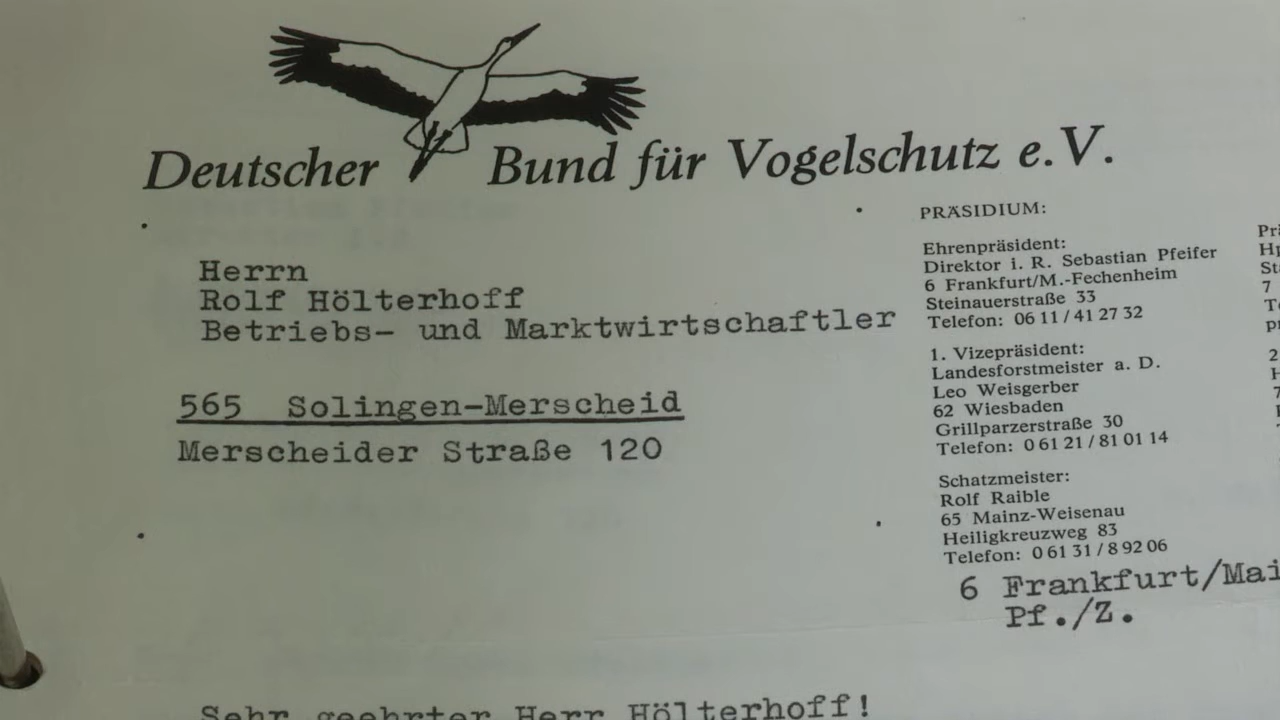 Deutscher Bund für Vogelschutz e.V.
Herrn
Rolf Hölterhoff
Betriebs- und Marktwirtschaftler
565 Solingen-Merscheid
Merscheider Straße 120
PRÄSIDIUM:
Ehrenpräsident:
Direktor i. R. Sebastian Pfeifer
6 Frankfurt/M.-Fechenheim
Steinauerstraße 33
Telefon: 06 11 / 41 27 32
1. Vizepräsident:
Landesforstmeister a. D.
Leo Weisgerber
62 Wiesbaden
Grillparzerstraße 30
Telefon: 0 61 21 / 81 01 14
Schatzmeister:
Rolf Raible
65 Mainz-Weisenau
Heiligkreuzweg 83
Telefon: 0 61 31 / 8 92 06
6 Frankfurt/Mai
Pf./Z.
Sehr geehrter Herr Hölterhoff!